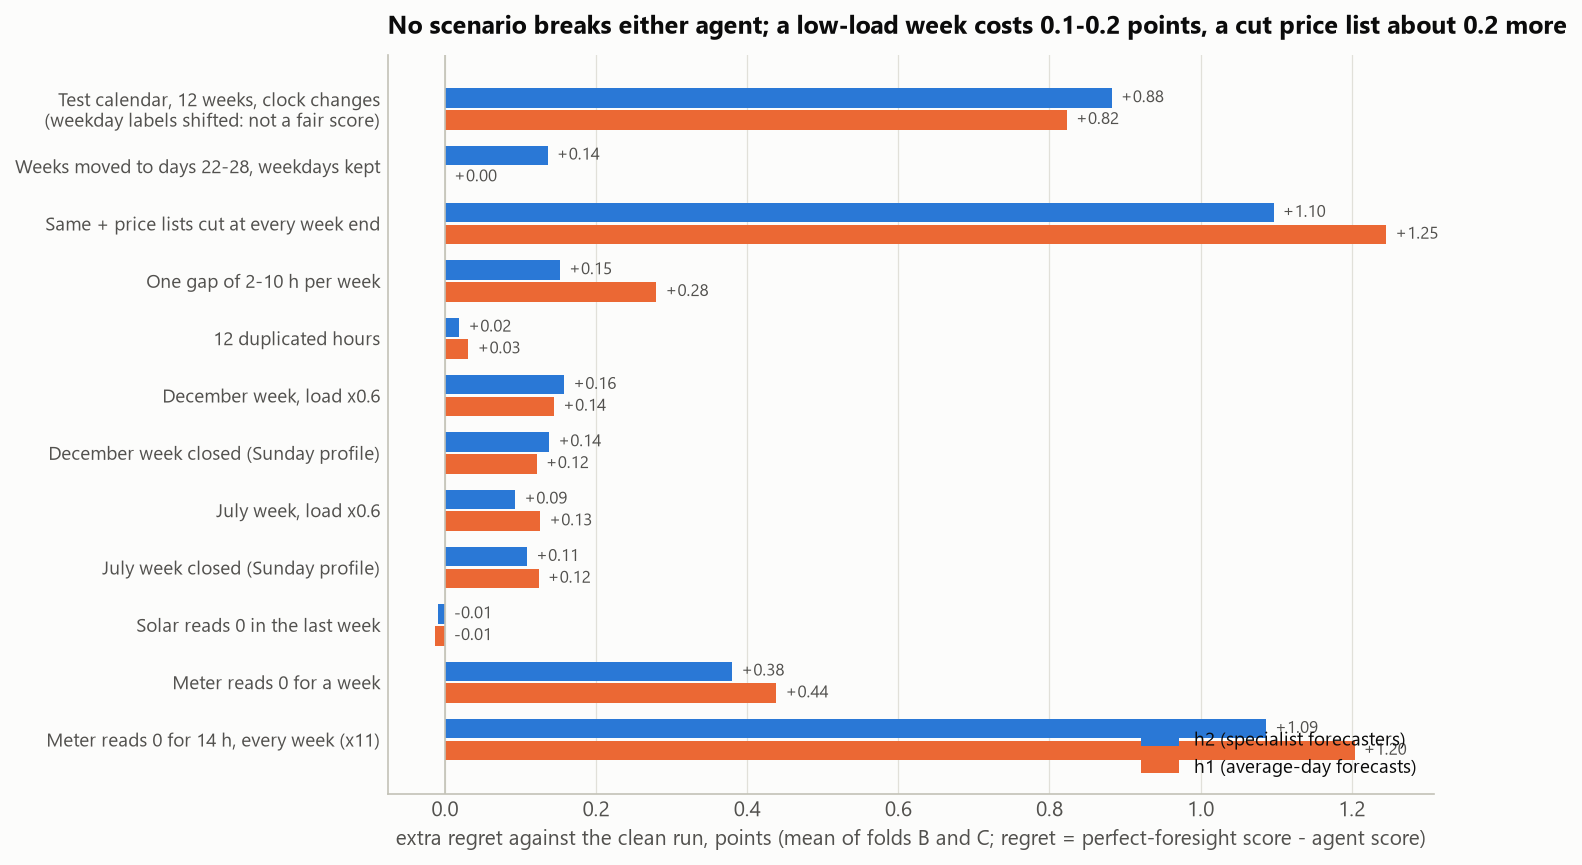 No scenario breaks either agent; a low-load week costs 0.1-0.2 points, a cut price list about 0.2 more
Test calendar, 12 weeks, clock changes
(weekday labels shifted: not a fair score)
+0.88
+0.82
Weeks moved to days 22-28, weekdays kept
+0.14
+0.00
Same + price lists cut at every week end
+1.10
+1.25
One gap of 2-10 h per week
+0.15
+0.28
12 duplicated hours
+0.02
+0.03
December week, load x0.6
+0.16
+0.14
December week closed (Sunday profile)
+0.14
+0.12
July week, load x0.6
+0.09
+0.13
July week closed (Sunday profile)
+0.11
+0.12
Solar reads 0 in the last week
-0.01
-0.01
Meter reads 0 for a week
+0.38
+0.44
Meter reads 0 for 14 h, every week (x11)
+1.09
+1.20
h2 (specialist forecasters)
h1 (average-day forecasts)
0.0 0.2 0.4 0.6 0.8 1.0 1.2
extra regret against the clean run, points (mean of folds B and C; regret = perfect-foresight score - agent score)